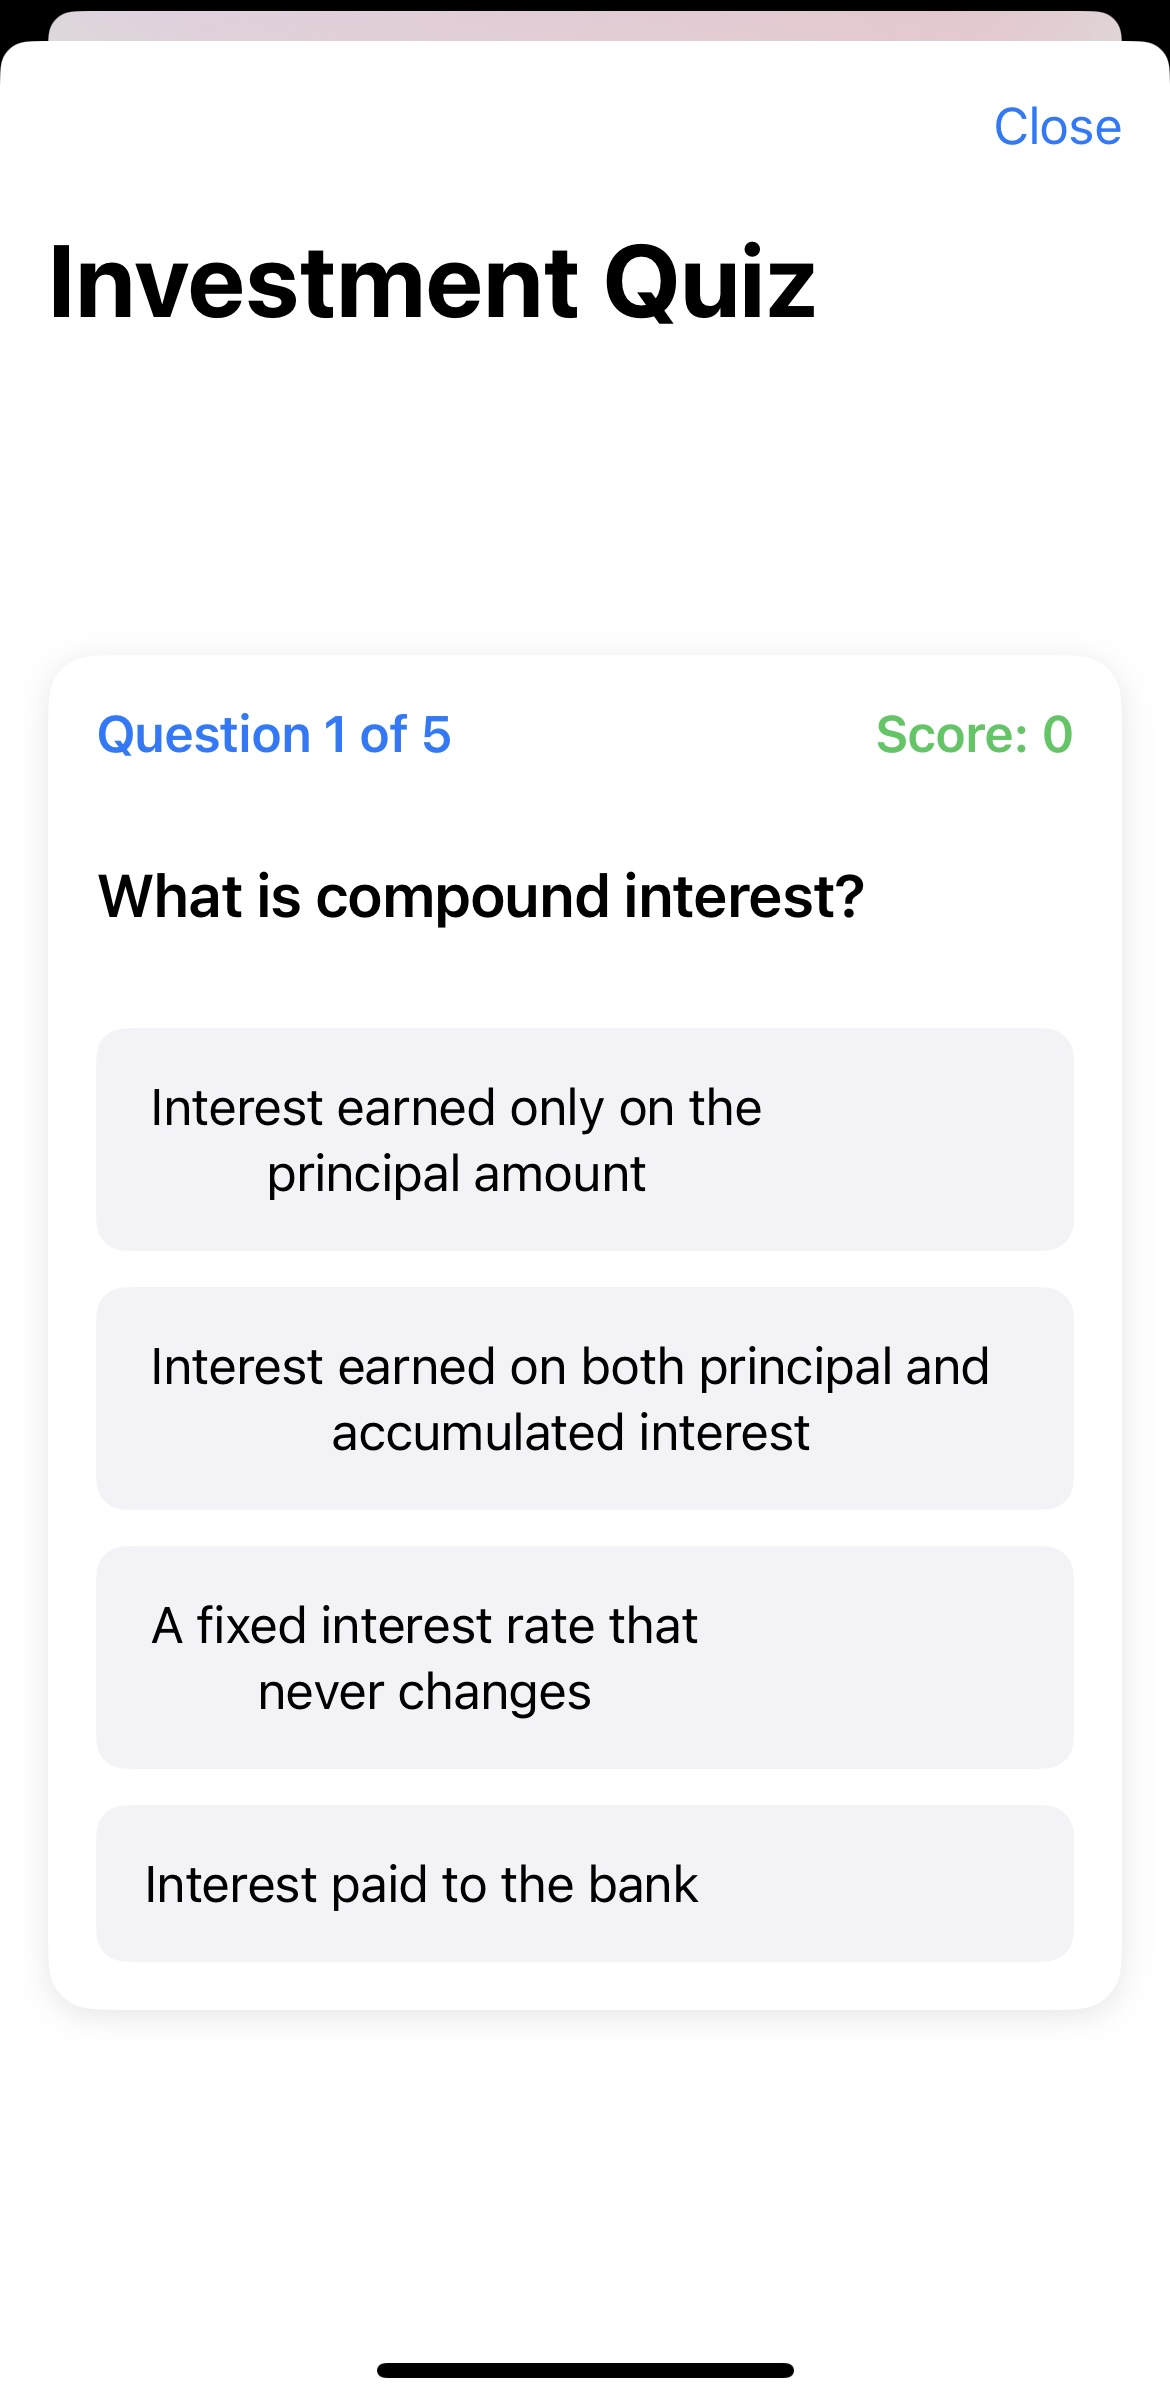 Close
Investment Quiz
Question 1 of 5
Score: 0
What is compound interest?
Interest earned only on the
principal amount
Interest earned on both principal and
accumulated interest
A fixed interest rate that
never changes
Interest paid to the bank